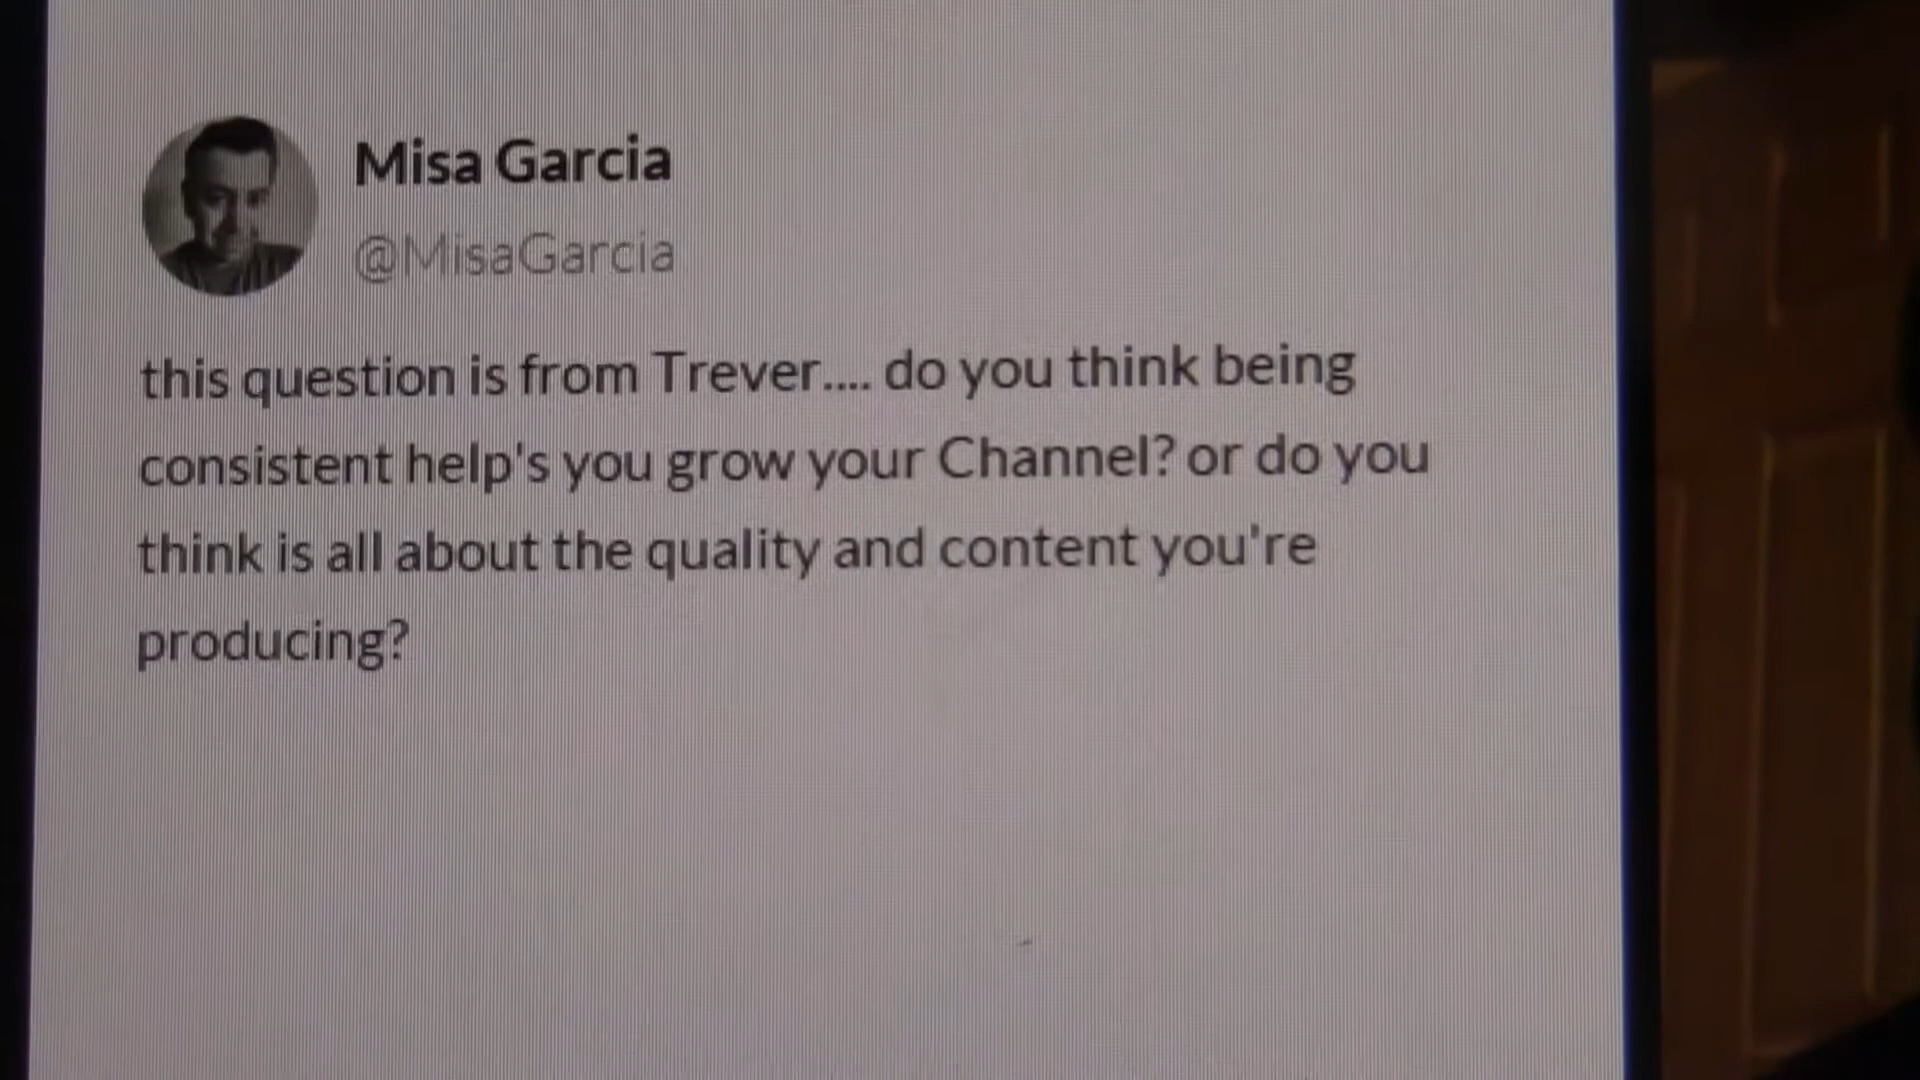 Misa Garcia
@MisaGarcia
this question is from Trever.... do you think being
consistent help's you grow your Channel? or do you
think is all about the quality and content you're
producing?